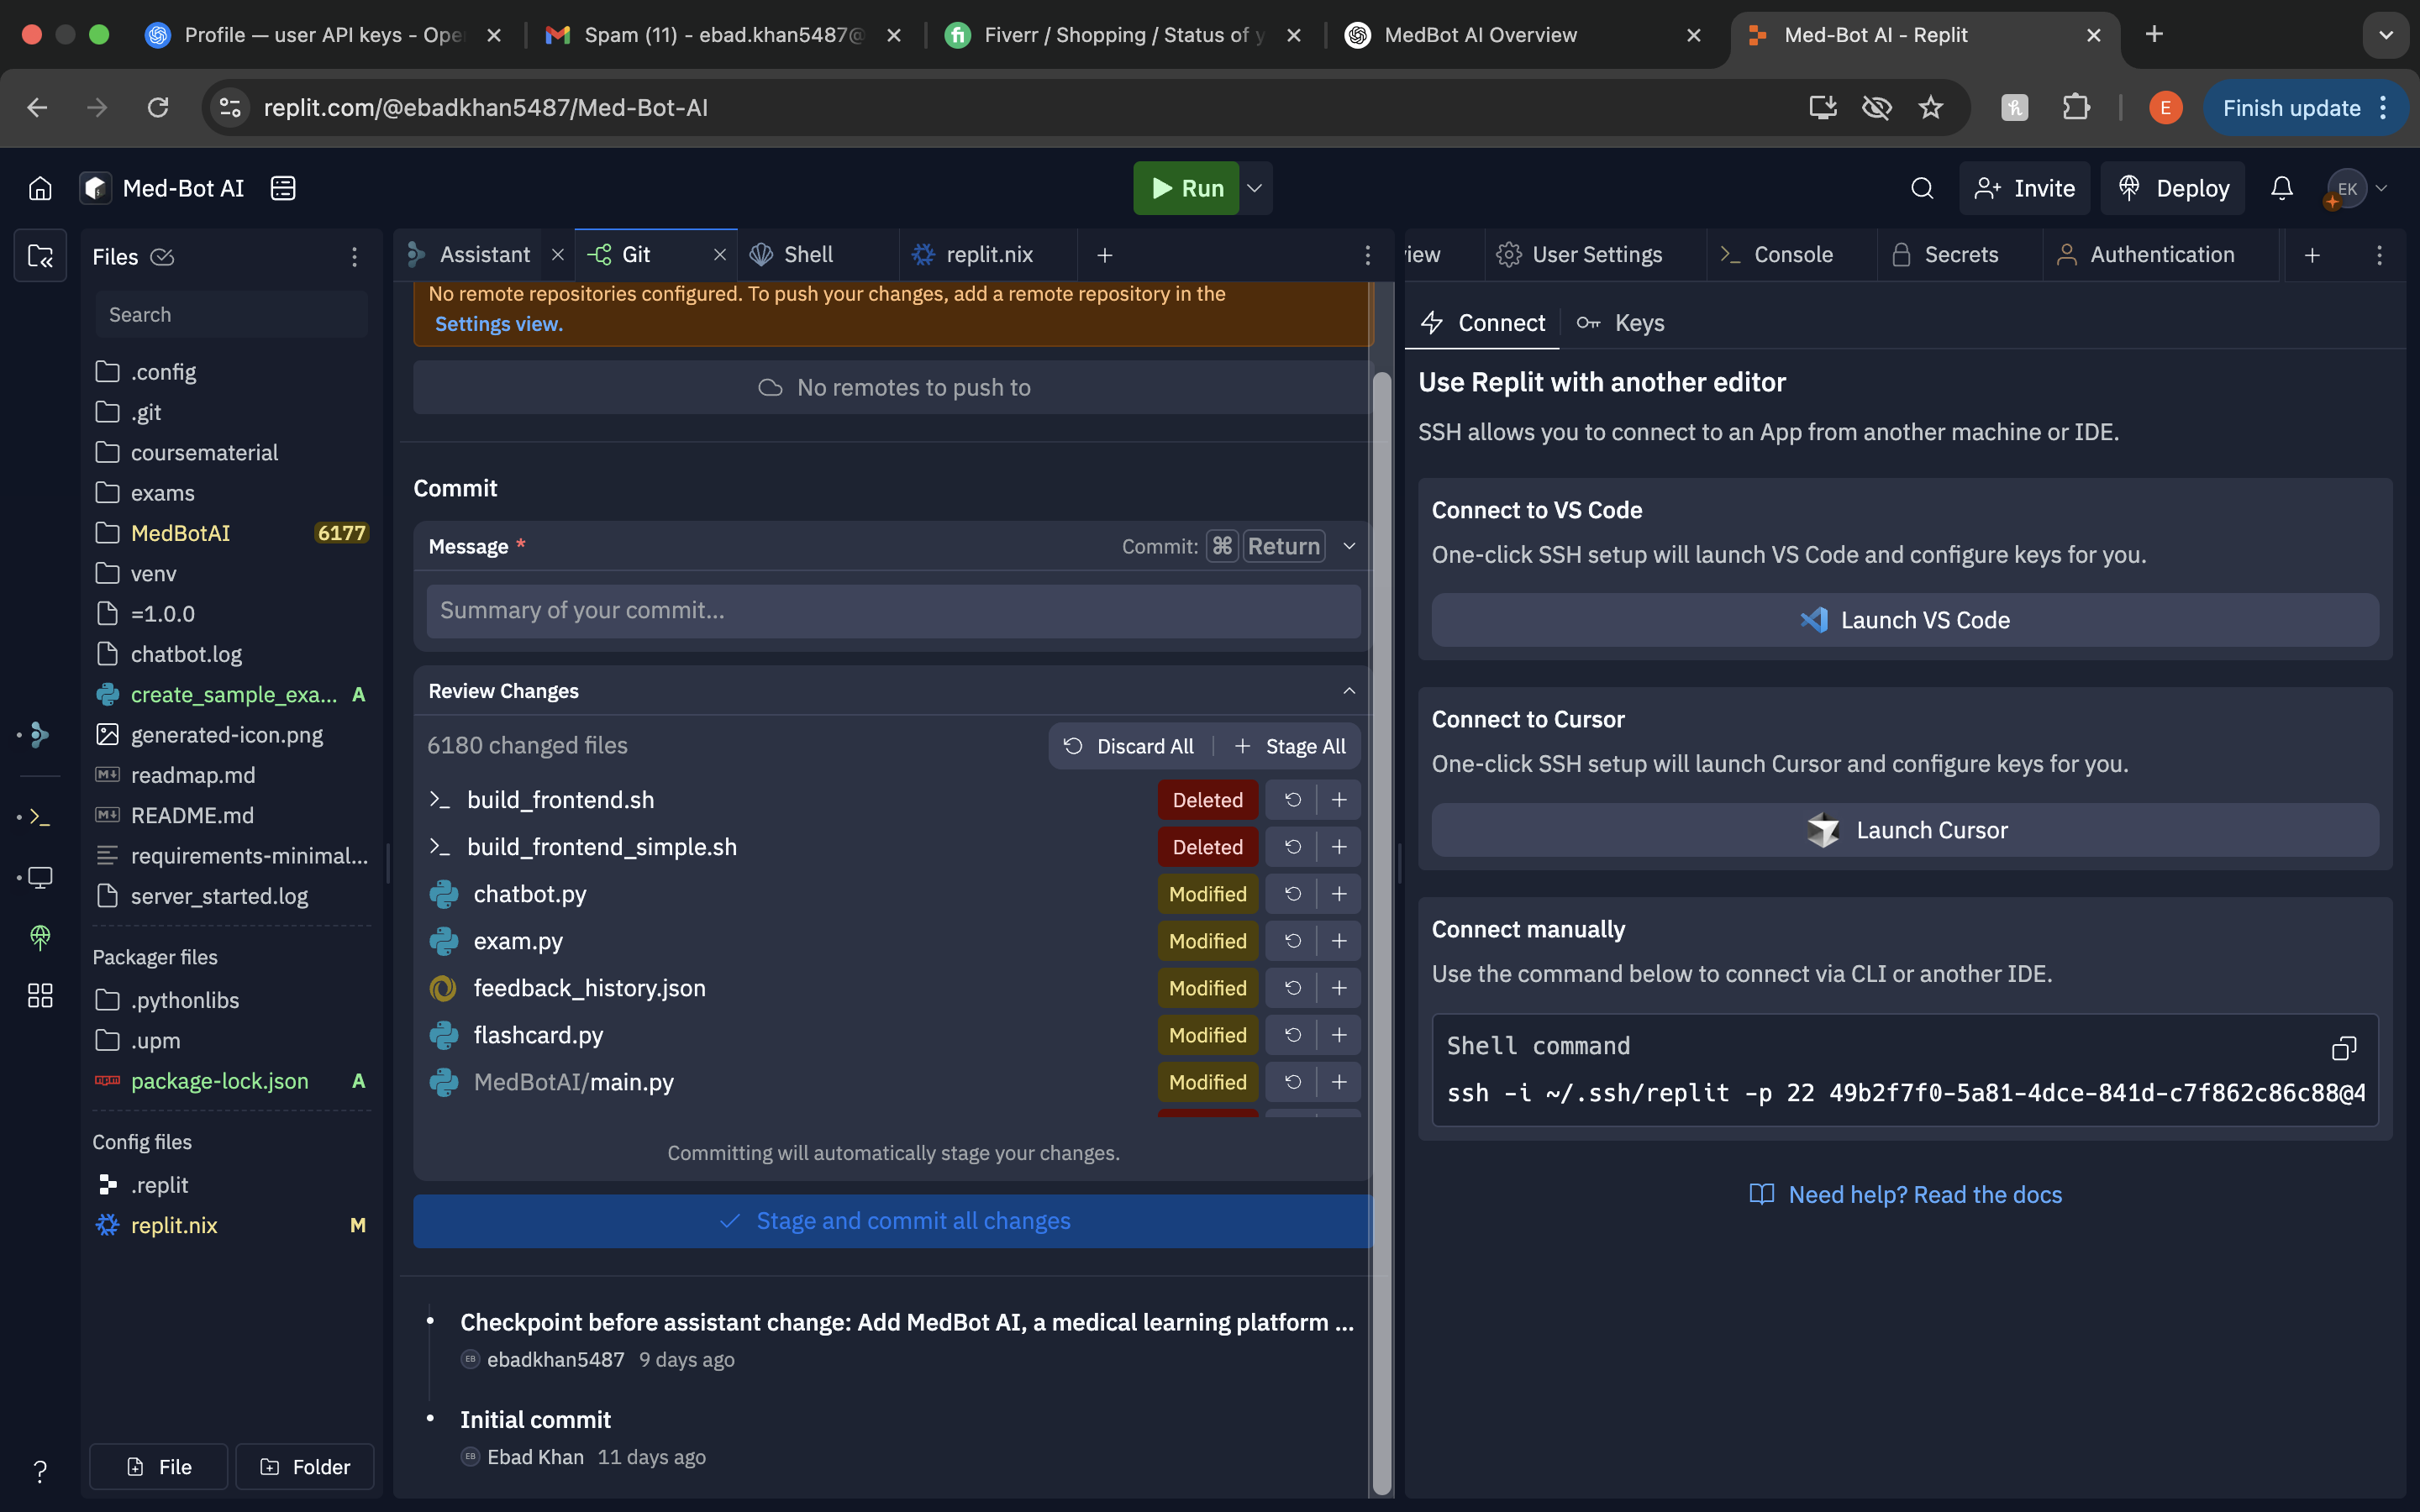 Profile — user API keys - Ope
Spam (11) - ebad.khan5487@
Fiverr / Shopping / Status of y
MedBot AI Overview
Med-Bot AI - Replit
replit.com/@ebadkhan5487/Med-Bot-AI
E
Finish update
Med-Bot AI
Run
Invite
Deploy
EK
Files
Search
.config
.git
coursematerial
exams
MedBotAI 6177
venv
=1.0.0
chatbot.log
create_sample_exa... A
generated-icon.png
readmap.md
README.md
requirements-minimal...
server_started.log
Packager files
.pythonlibs
.upm
package-lock.json A
Config files
.replit
replit.nix M
File
Folder
Assistant
Git
Shell
replit.nix
No remote repositories configured. To push your changes, add a remote repository in the
Settings view.
No remotes to push to
Commit
Message *
Commit: ⌘ Return
Summary of your commit...
Review Changes
6180 changed files
Discard All
Stage All
build_frontend.sh Deleted
build_frontend_simple.sh Deleted
chatbot.py Modified
exam.py Modified
feedback_history.json Modified
flashcard.py Modified
MedBotAI/main.py Modified
Committing will automatically stage your changes.
Stage and commit all changes
Checkpoint before assistant change: Add MedBot AI, a medical learning platform ...
EB ebadkhan5487 9 days ago
Initial commit
EB Ebad Khan 11 days ago
iew
User Settings
Console
Secrets
Authentication
Connect
Keys
Use Replit with another editor
SSH allows you to connect to an App from another machine or IDE.
Connect to VS Code
One-click SSH setup will launch VS Code and configure keys for you.
Launch VS Code
Connect to Cursor
One-click SSH setup will launch Cursor and configure keys for you.
Launch Cursor
Connect manually
Use the command below to connect via CLI or another IDE.
Shell command
ssh -i ~/.ssh/replit -p 22 49b2f7f0-5a81-4dce-841d-c7f862c86c88@4
Need help? Read the docs